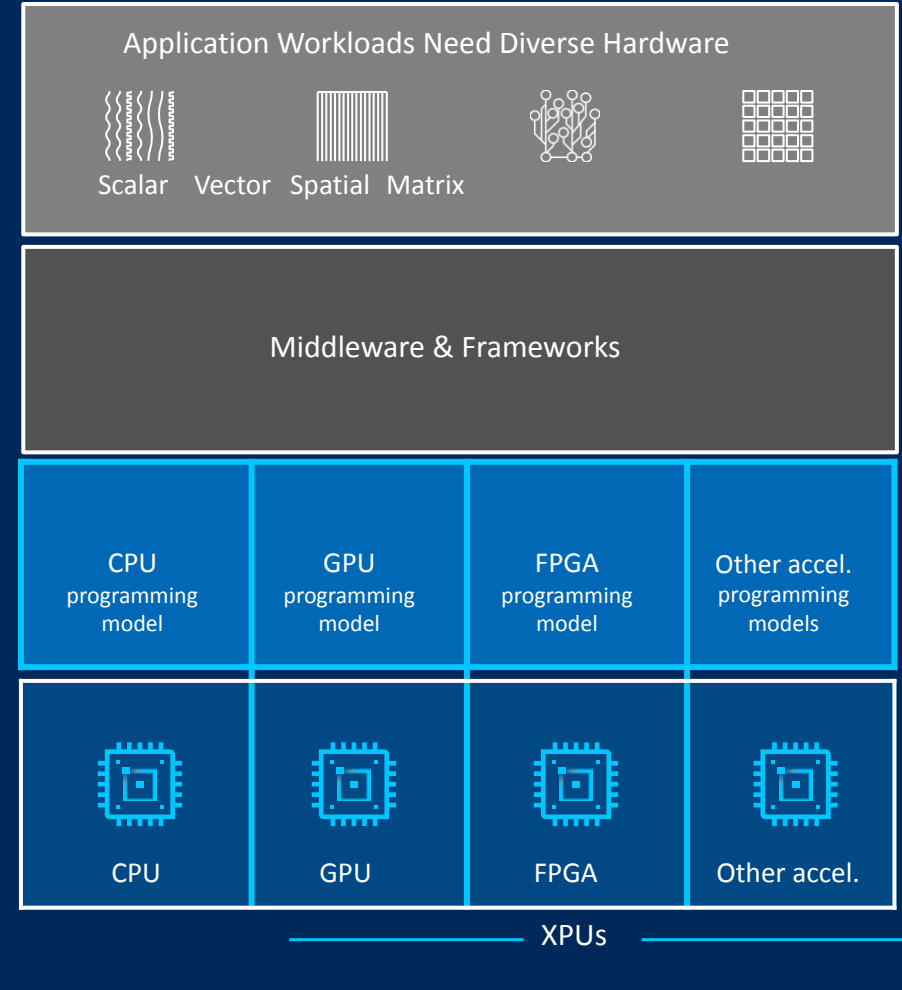 Application Workloads Need Diverse Hardware
Scalar Vector Spatial Matrix
Middleware & Frameworks
CPU
programming
model
GPU
programming
model
FPGA
programming
model
Other accel.
programming
models
CPU
GPU
FPGA
Other accel.
XPUs